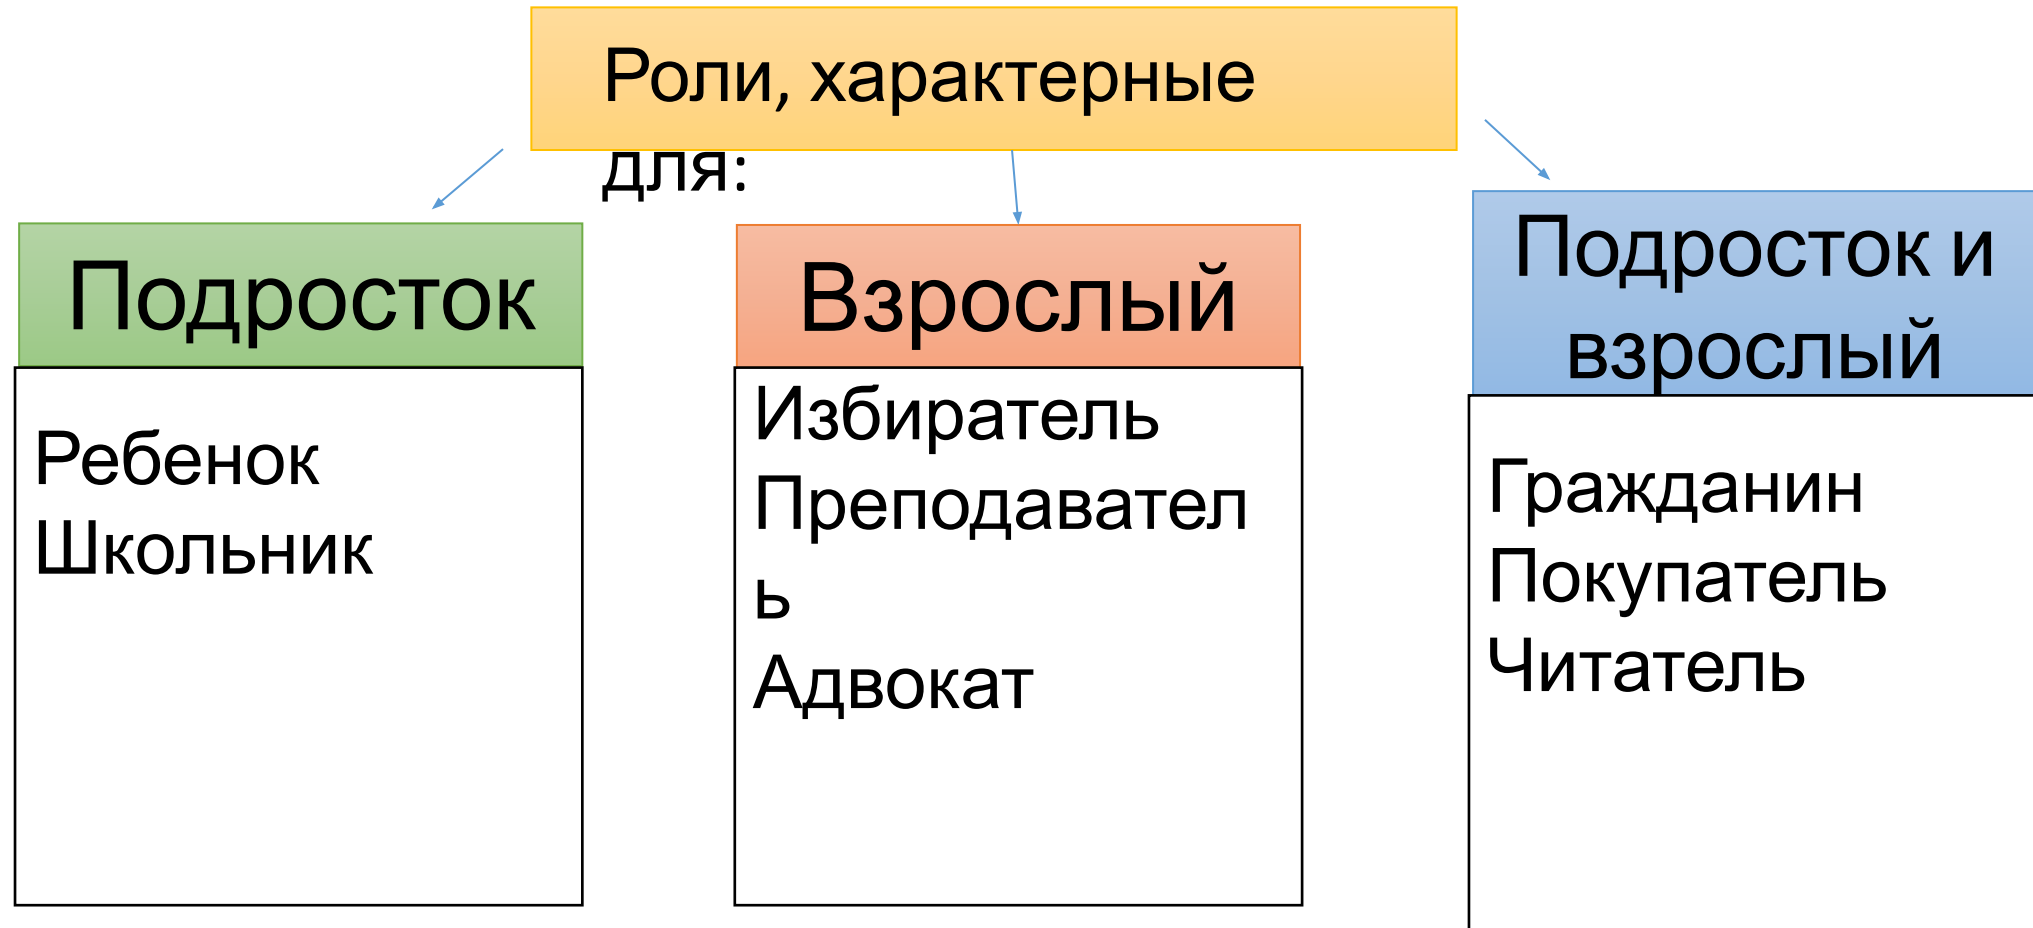 Роли, характерные
для:
Подросток
Ребенок
Школьник
Взрослый
Избиратель
Преподавател
ь
Адвокат
Подросток и
взрослый
Гражданин
Покупатель
Читатель